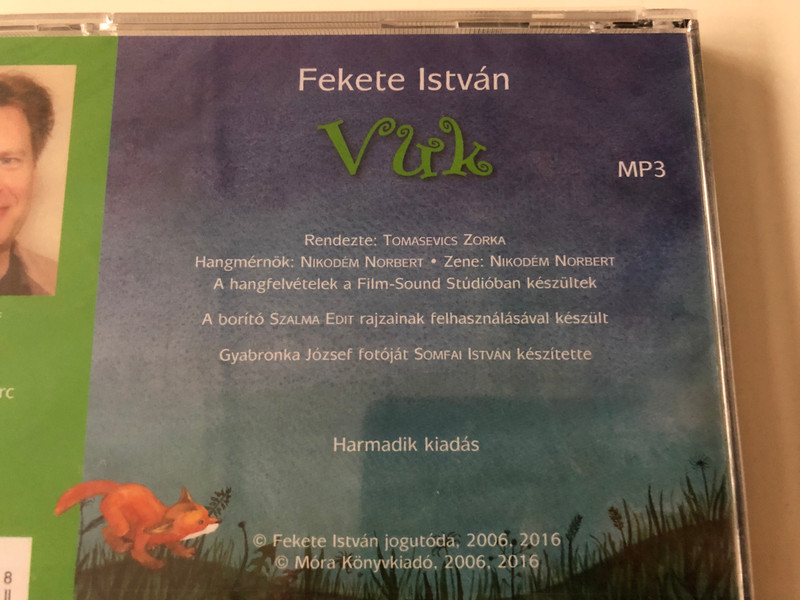 Fekete István
Vuk
MP3
Rendezte: Tomasevics Zorka
Hangmérnök: Nikodém Norbert • Zene: Nikodém Norbert
A hangfelvételek a Film-Sound Stúdióban készültek
A borító Szalma Edit rajzainak felhasználásával készült
Gyabronka József fotóját Somfai István készítette
Harmadik kiadás
© Fekete István jogutóda, 2006, 2016
© Móra Könyvkiadó, 2006, 2016
8